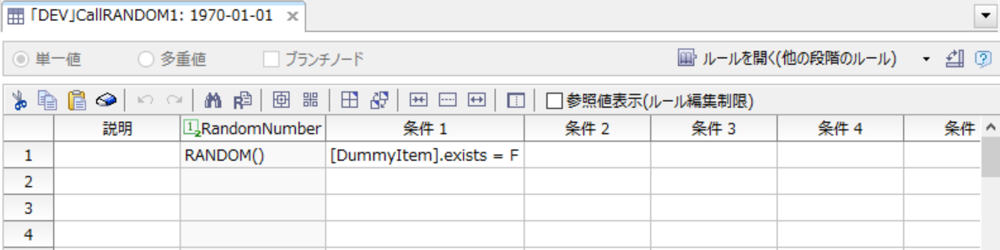 「DEV」CallRANDOM1: 1970-01-01 ×
単一値 多重値 ブランチノード ルールを開く(他の段階のルール)
参照値表示(ルール編集制限)
説明 RandomNumber 条件 1 条件 2 条件 3 条件 4 条件
1 RANDOM() [DummyItem].exists = F
2
3
4